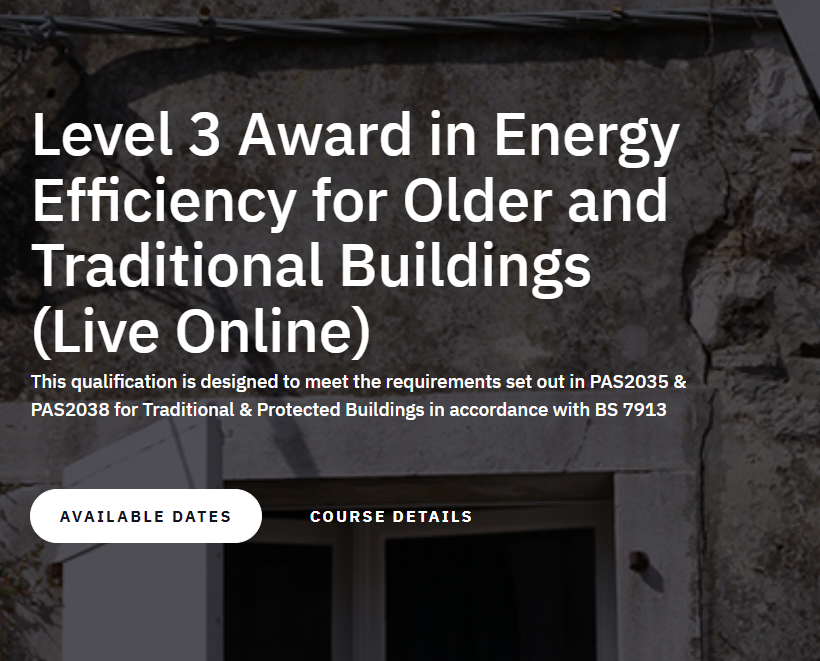 Level 3 Award in Energy
Efficiency for Older and
Traditional Buildings
(Live Online)
This qualification is designed to meet the requirements set out in PAS2035 &
PAS2038 for Traditional & Protected Buildings in accordance with BS 7913
AVAILABLE DATES
COURSE DETAILS